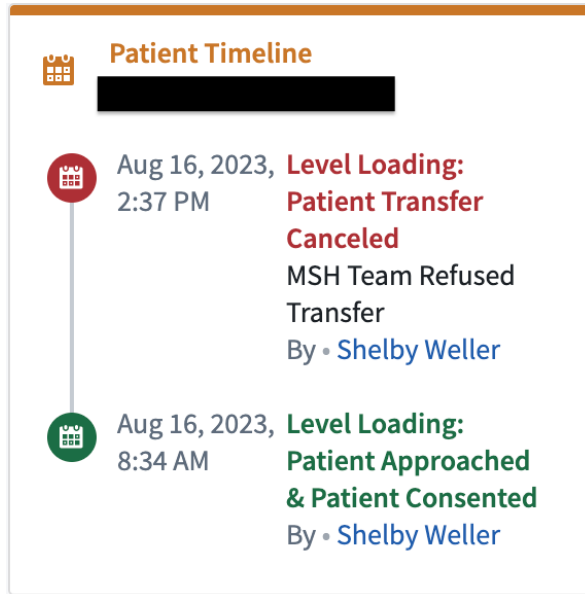 Patient Timeline
Aug 16, 2023, 2:37 PM
Level Loading:
Patient Transfer
Canceled
MSH Team Refused
Transfer
By • Shelby Weller
Aug 16, 2023, 8:34 AM
Level Loading:
Patient Approached
& Patient Consented
By • Shelby Weller